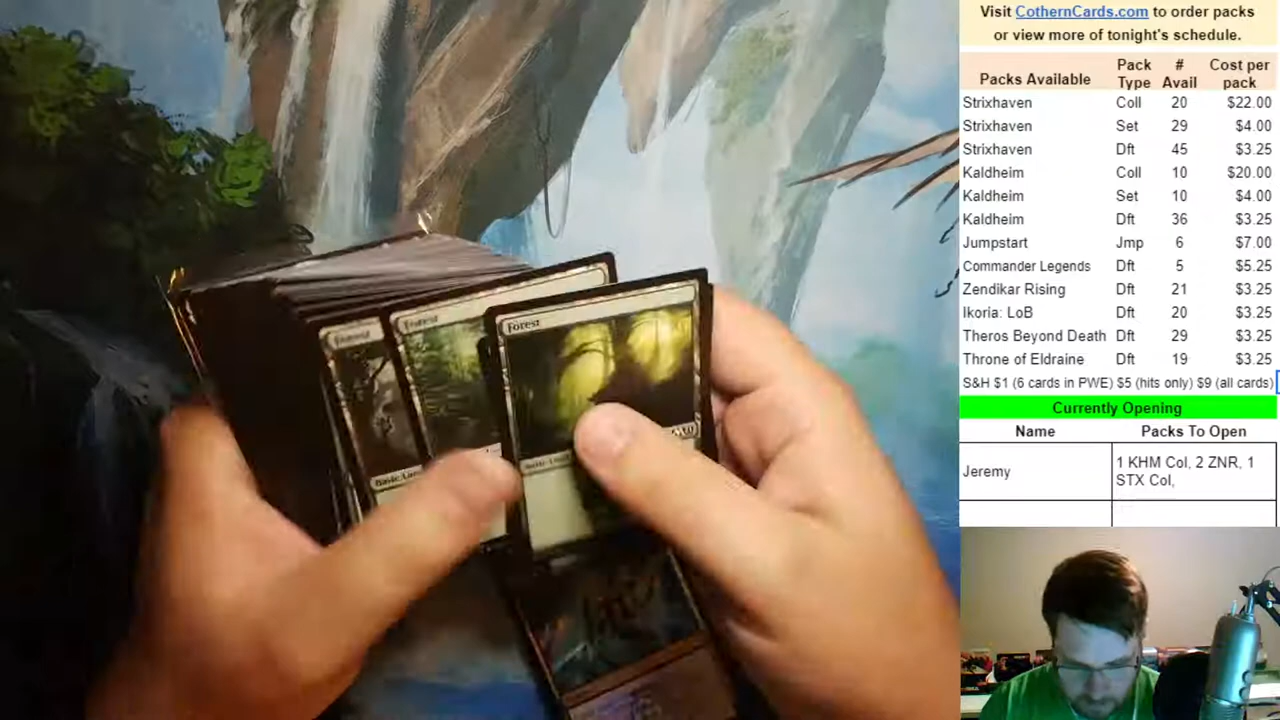 Visit CothernCards.com to order packs
or view more of tonight's schedule.
Packs Available Pack Type # Avail Cost per pack
Strixhaven Coll 20 $22.00
Strixhaven Set 29 $4.00
Strixhaven Dft 45 $3.25
Kaldheim Coll 10 $20.00
Kaldheim Set 10 $4.00
Kaldheim Dft 36 $3.25
Jumpstart Jmp 6 $7.00
Commander Legends Dft 5 $5.25
Zendikar Rising Dft 21 $3.25
Ikoria: LoB Dft 20 $3.25
Theros Beyond Death Dft 29 $3.25
Throne of Eldraine Dft 19 $3.25
S&H $1 (6 cards in PWE) $5 (hits only) $9 (all cards)
Currently Opening
Name Packs To Open
Jeremy 1 KHM Col, 2 ZNR, 1
STX Col,
Forest
Forest
Forest
Basic Land